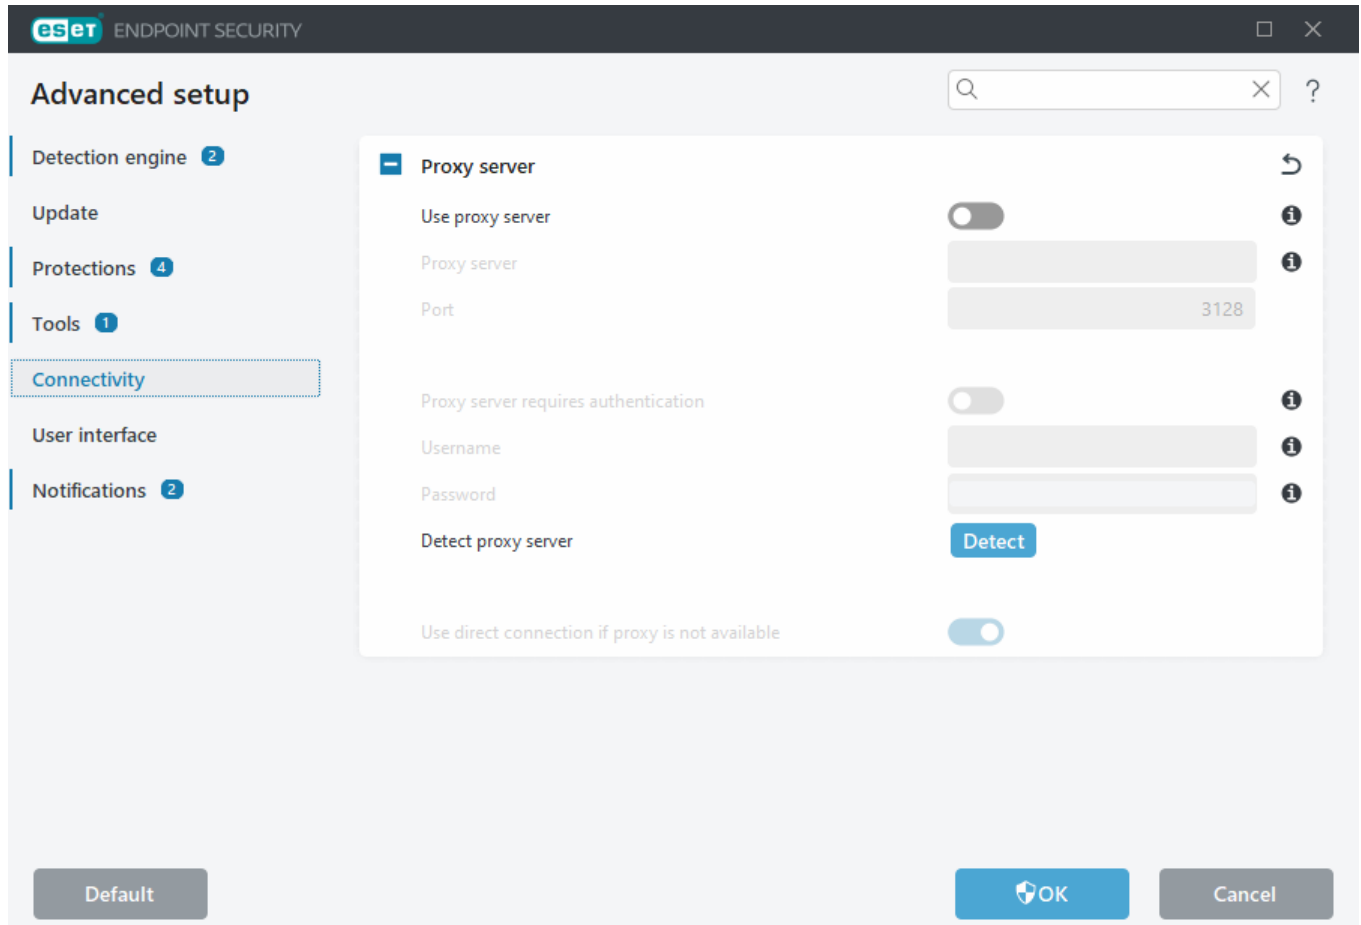 eset ENDPOINT SECURITY
Advanced setup
?
Detection engine 2
Update
Protections 4
Tools 1
Connectivity
User interface
Notifications 2
Proxy server
Use proxy server
Proxy server
Port 3128
Proxy server requires authentication
Username
Password
Detect proxy server Detect
Use direct connection if proxy is not available
Default OK Cancel